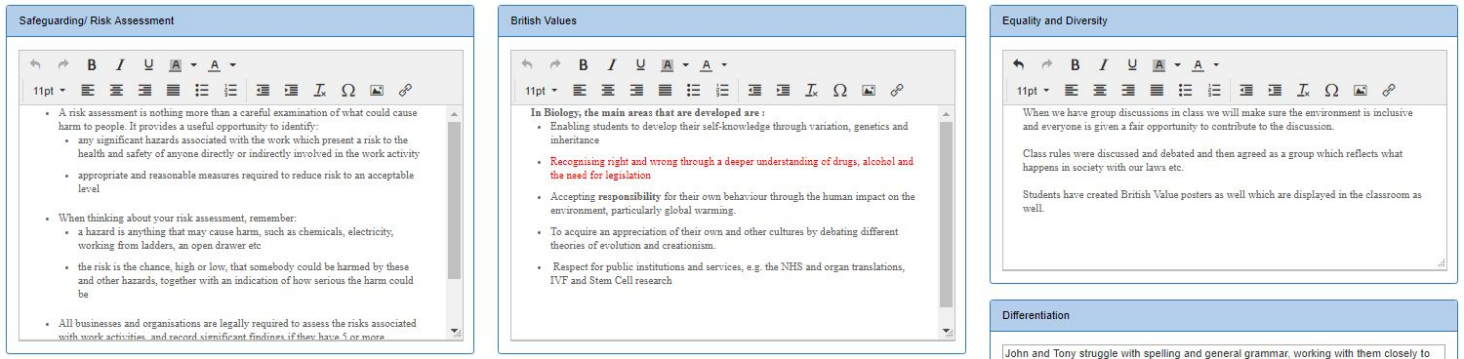 Safeguarding/ Risk Assessment
11pt
• A risk assessment is nothing more than a careful examination of what could cause
harm to people. It provides a useful opportunity to identify:
• any significant hazards associated with the work which present a risk to the
health and safety of anyone directly or indirectly involved in the work activity
• appropriate and reasonable measures required to reduce risk to an acceptable
level
• When thinking about your risk assessment, remember:
• a hazard is anything that may cause harm, such as chemicals, electricity,
working from ladders, an open drawer etc
• the risk is the chance, high or low, that somebody could be harmed by these
and other hazards, together with an indication of how serious the harm could
be
• All businesses and organisations are legally required to assess the risks associated
with work activities, and record significant findings if they have 5 or more
British Values
11pt
In Biology, the main areas that are developed are :
• Enabling students to develop their self-knowledge through variation, genetics and
inheritance
• Recognising right and wrong through a deeper understanding of drugs, alcohol and
the need for legislation
• Accepting responsibility for their own behaviour through the human impact on the
environment, particularly global warming.
• To acquire an appreciation of their own and other cultures by debating different
theories of evolution and creationism.
• Respect for public institutions and services, e.g. the NHS and organ translations,
IVF and Stem Cell research
Equality and Diversity
11pt
When we have group discussions in class we will make sure the environment is inclusive
and everyone is given a fair opportunity to contribute to the discussion.
Class rules were discussed and debated and then agreed as a group which reflects what
happens in society with our laws etc.
Students have created British Value posters as well which are displayed in the classroom as
well.
Differentiation
John and Tony struggle with spelling and general grammar, working with them closely to